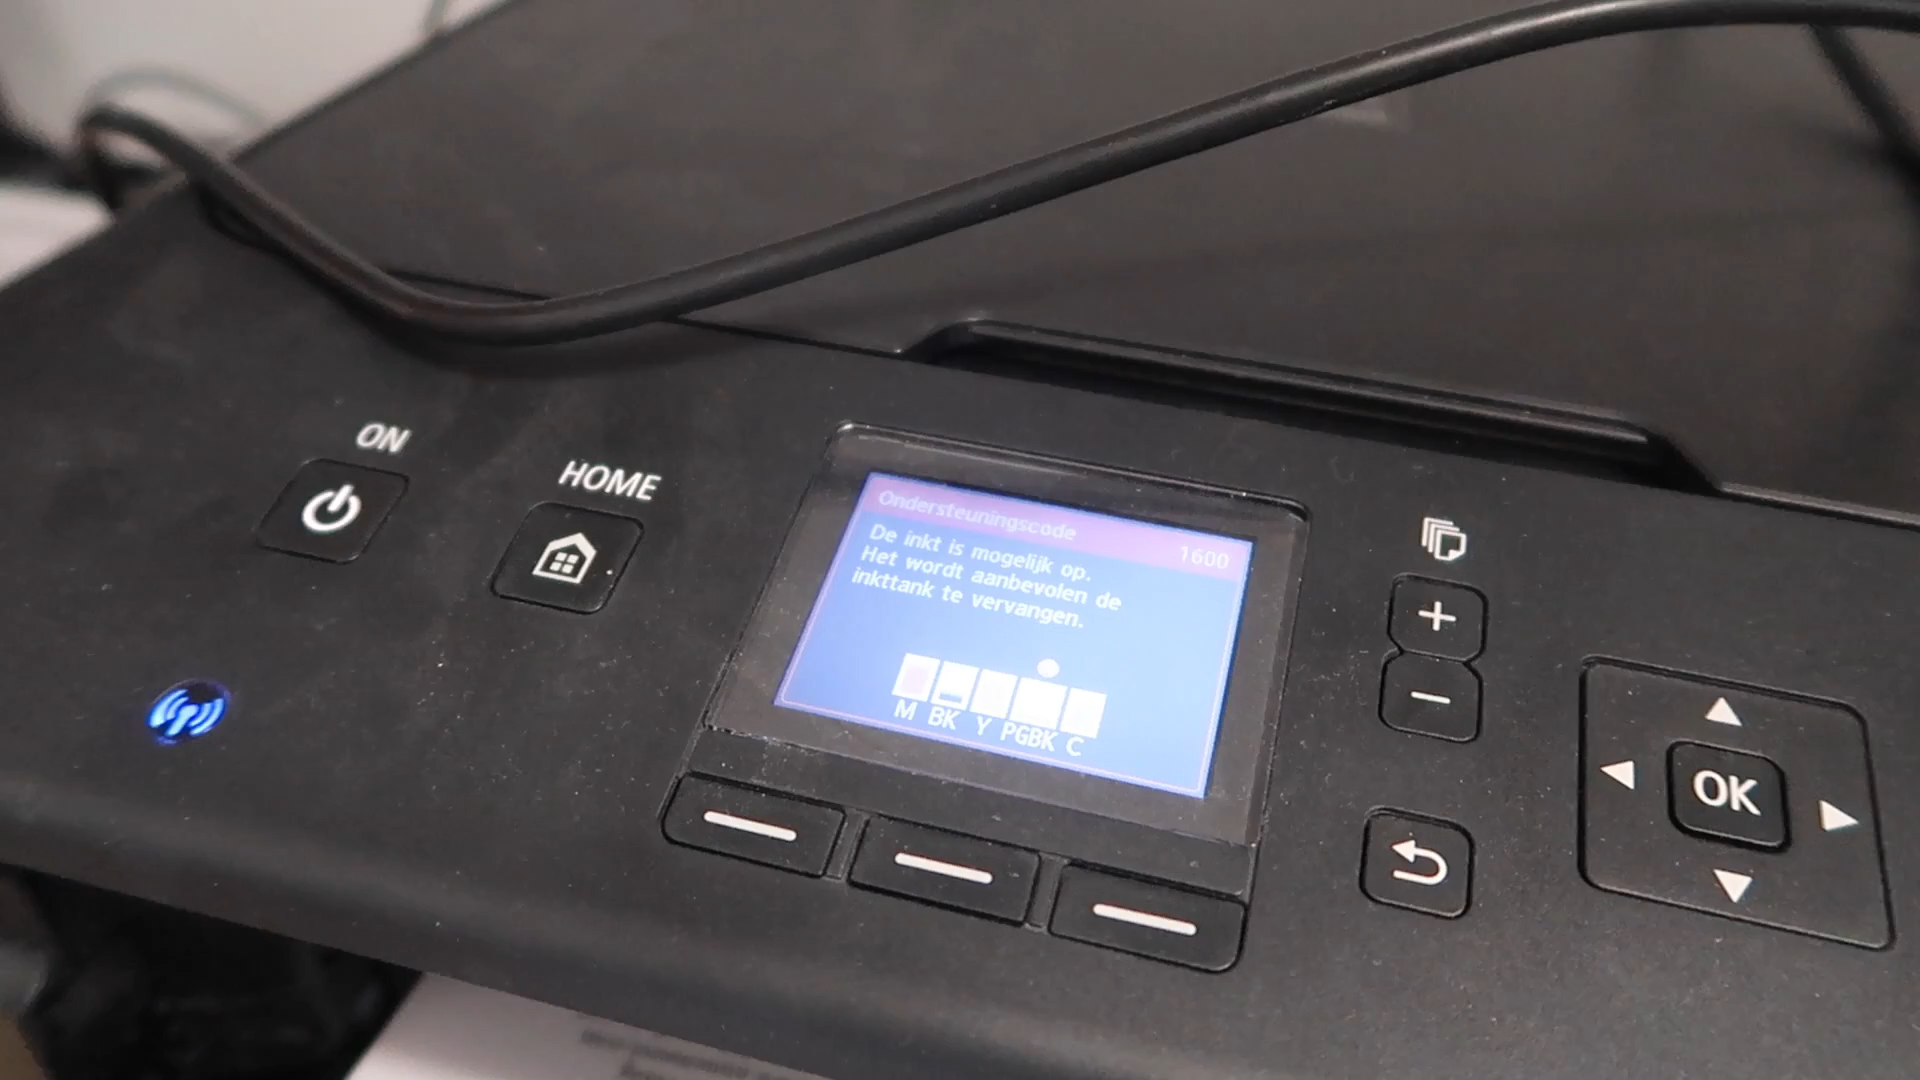 ON
HOME
Ondersteuningscode
1600
De inkt is mogelijk op.
Het wordt aanbevolen de
inkttank te vervangen.
M BK Y PGBK C
+
−
OK